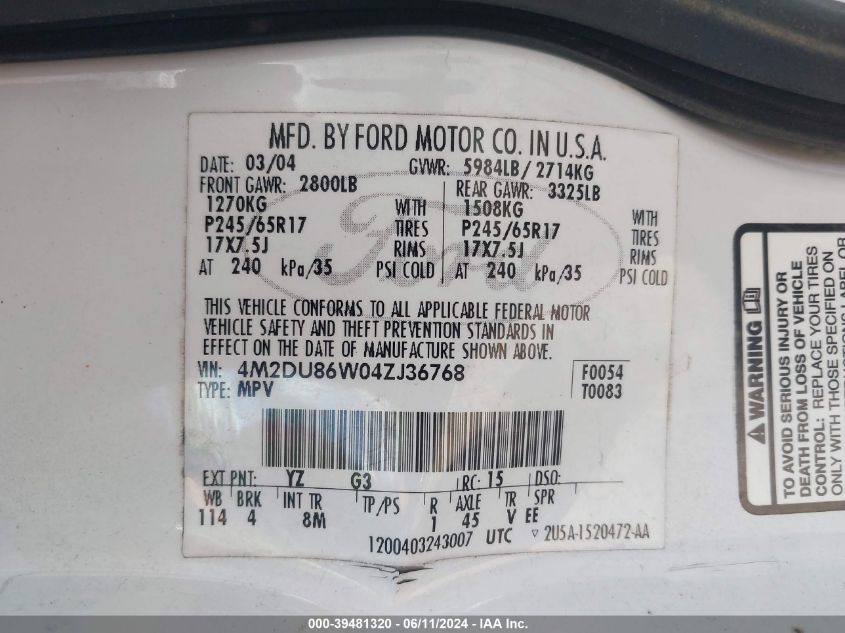 MFD. BY FORD MOTOR CO. IN U.S.A.
DATE: 03/04 GVWR: 5984LB/ 2714KG
FRONT GAWR: 2800LB REAR GAWR: 3325LB
1270KG WITH 1508KG WITH
P245/65R17 TIRES P245/65R17 TIRES
17X7.5J RIMS 17X7.5J RIMS
AT 240 kPa/35 PSI COLD AT 240 kPa/35 PSI COLD
Ford
THIS VEHICLE CONFORMS TO ALL APPLICABLE FEDERAL MOTOR
VEHICLE SAFETY AND THEFT PREVENTION STANDARDS IN
EFFECT ON THE DATE OF MANUFACTURE SHOWN ABOVE.
VIN: 4M2DU86W04ZJ36768 F0054
TYPE: MPV T0083
EXT PNT: YZ G3 RC: 15 DSO:
WB BRK INT TR TP/PS R AXLE TR SPR
114 4 8M 1 45 V EE
1200403243007 UTC ▽ 2U5A-1520472-AA
WARNING
TO AVOID SERIOUS INJURY OR
DEATH FROM LOSS OF VEHICLE
CONTROL: REPLACE YOUR TIRES
ONLY WITH THOSE SPECIFIED ON
LABEL OR
000-39481320 - 06/11/2024 - IAA Inc.